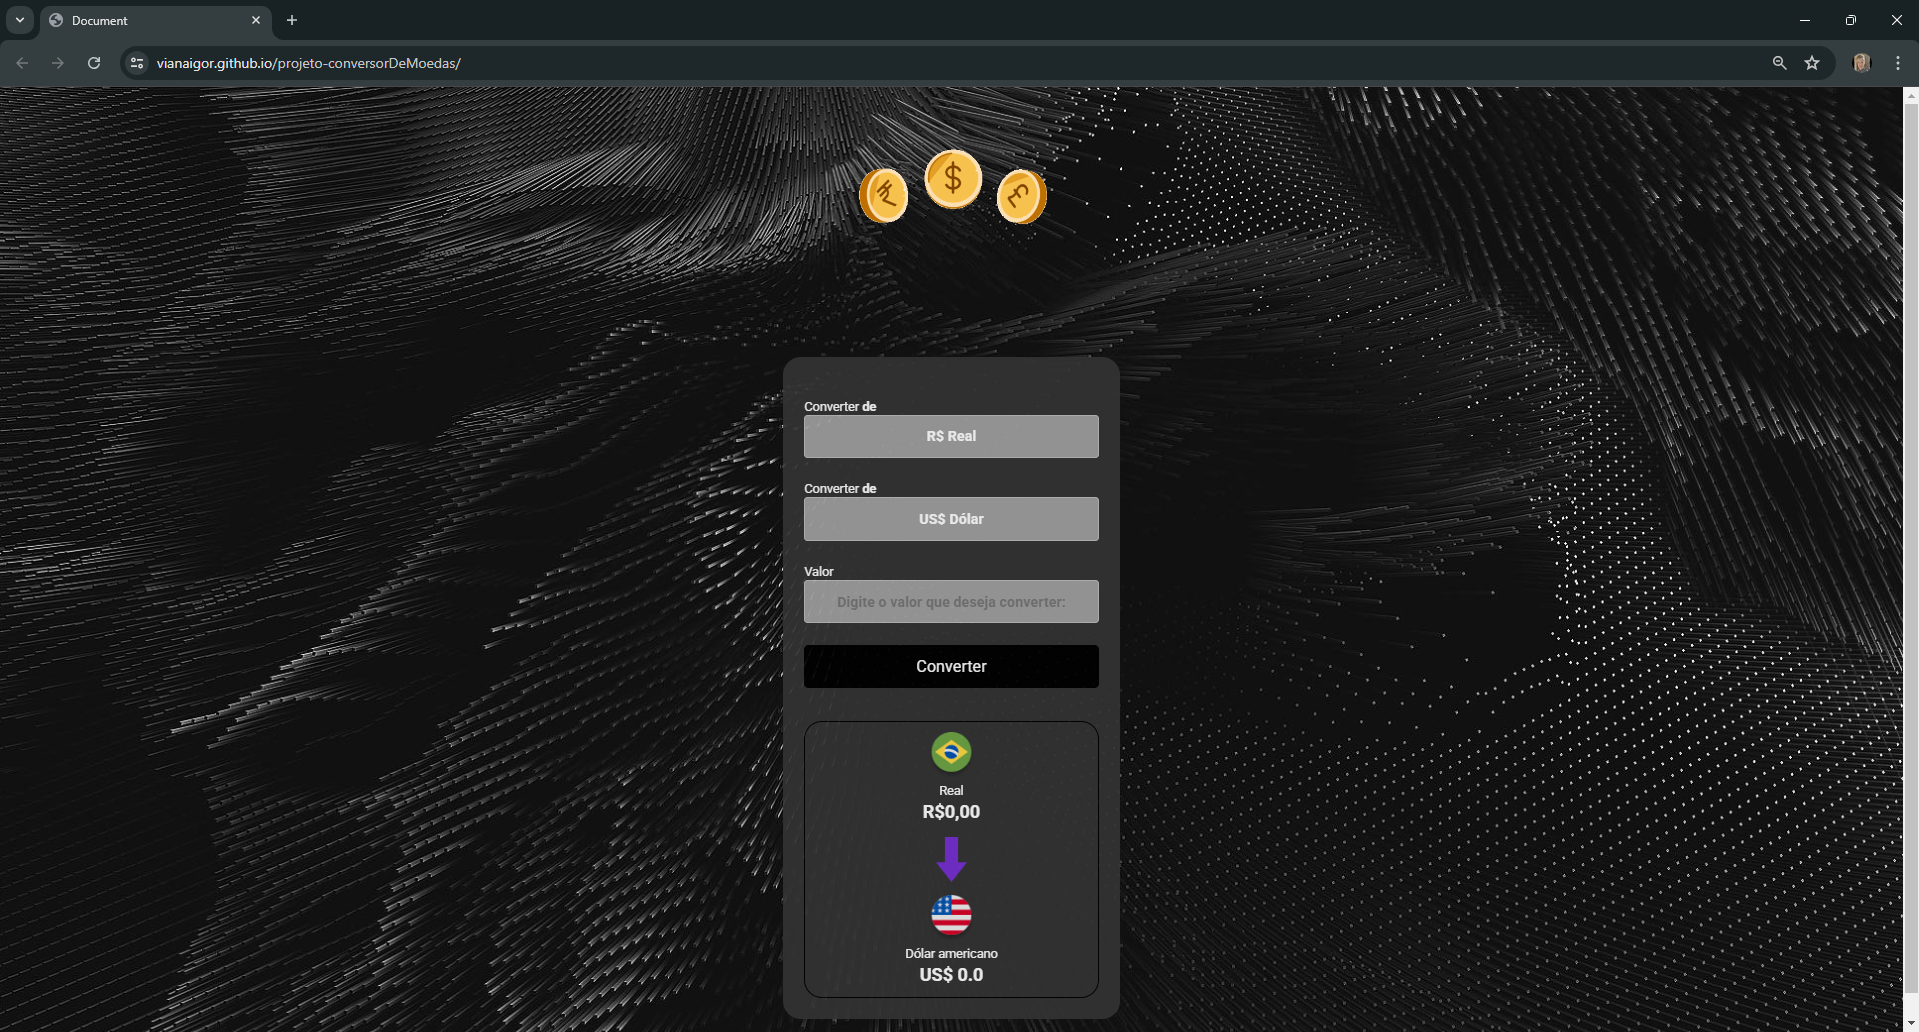 Document
vianaigor.github.io/projeto-conversorDeMoedas/
$
Converter de
R$ Real
Converter de
US$ Dólar
Valor
Digite o valor que deseja converter:
Converter
Real
R$0,00
Dólar americano
US$ 0.0